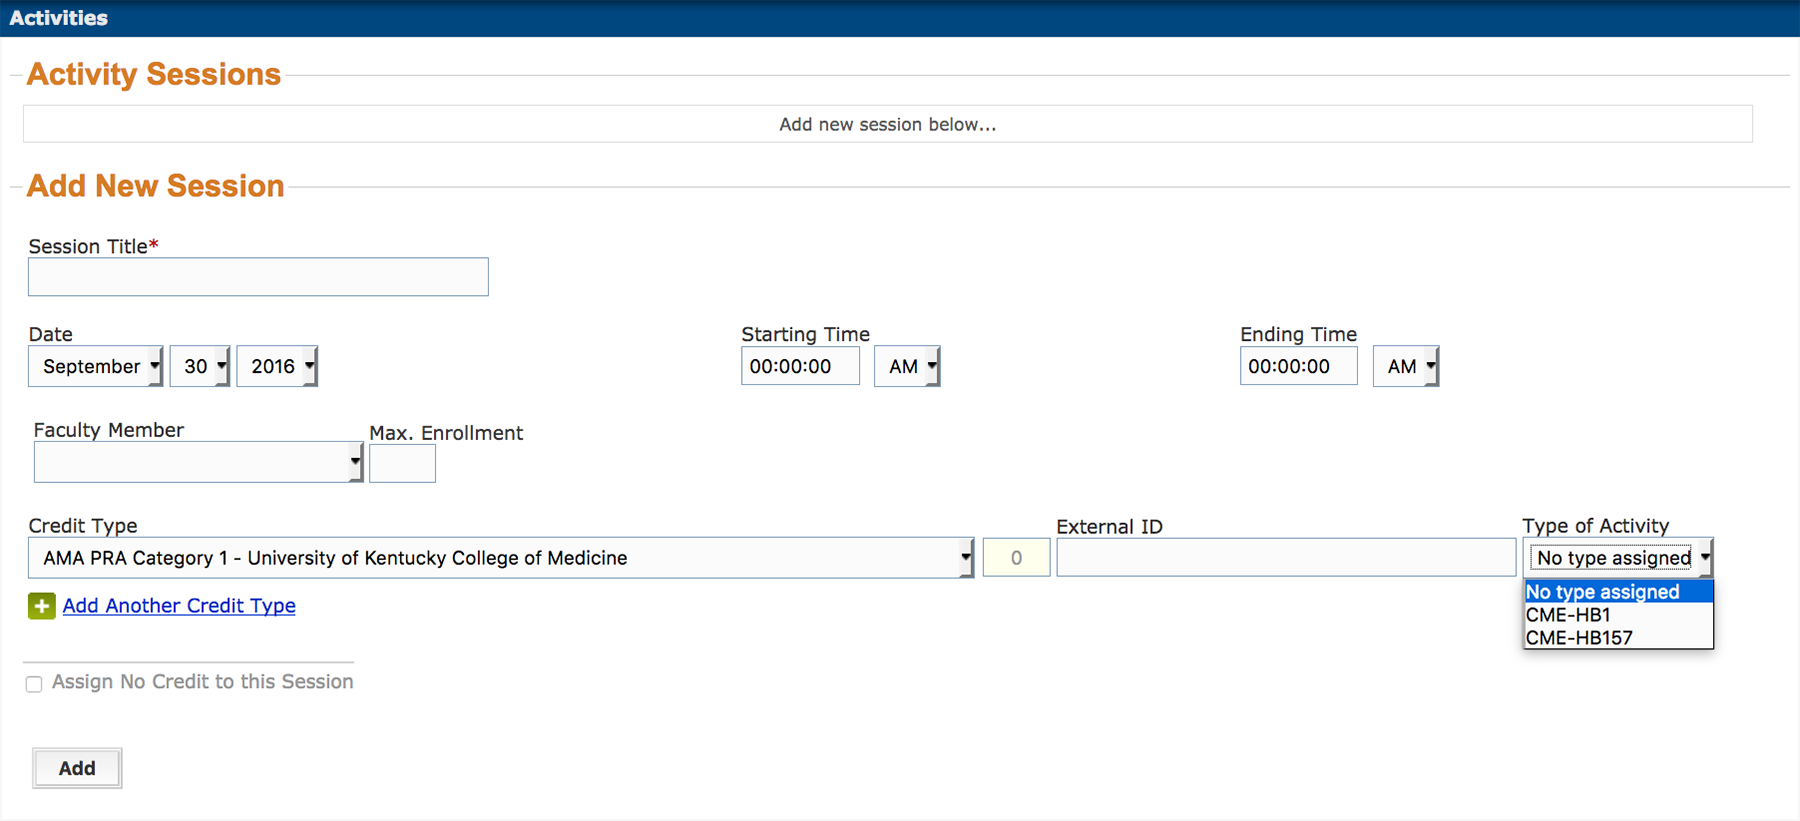 Activities
Activity Sessions
Add new session below...
Add New Session
Session Title*
Date
Starting Time
Ending Time
September 30 2016
00:00:00 AM
00:00:00 AM
Faculty Member
Max. Enrollment
Credit Type
External ID
Type of Activity
AMA PRA Category 1 - University of Kentucky College of Medicine
0
No type assigned
No type assigned
CME-HB1
CME-HB157
+ Add Another Credit Type
Assign No Credit to this Session
Add